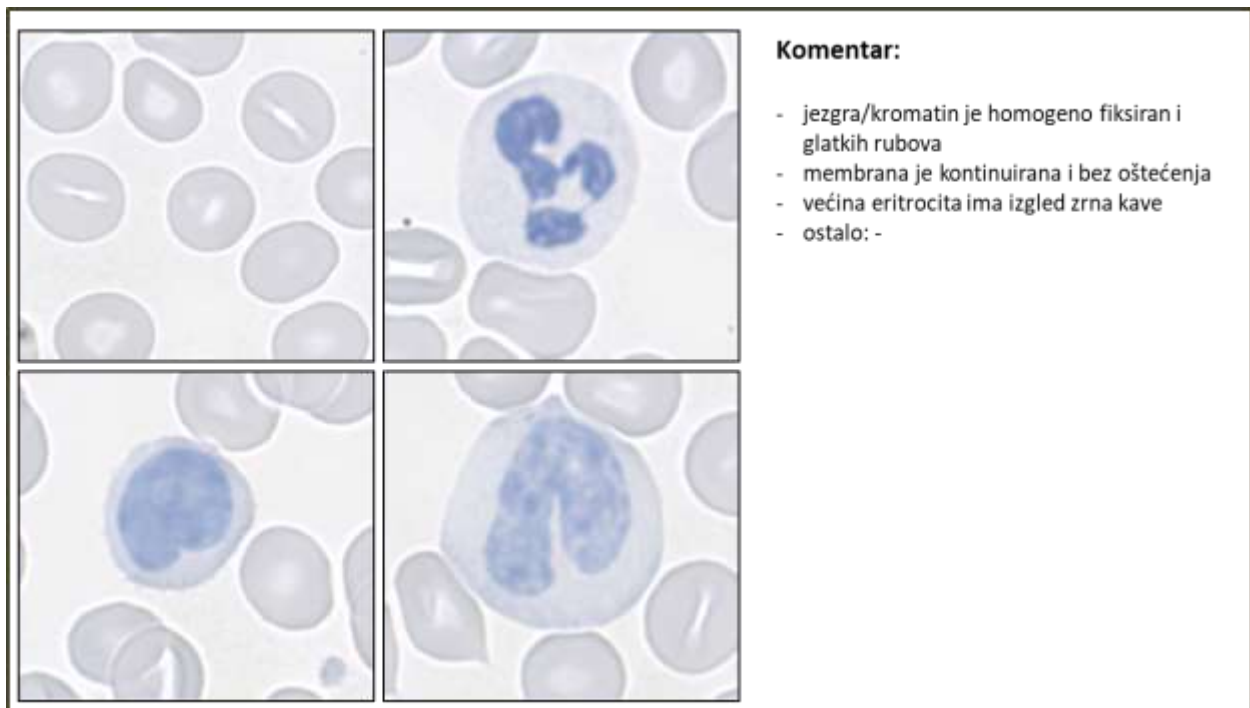 Komentar:
- jezgra/kromatin je homogeno fiksiran i
glatkih rubova
- membrana je kontinuirana i bez oštećenja
- većina eritrocita ima izgled zrna kave
- ostalo: -